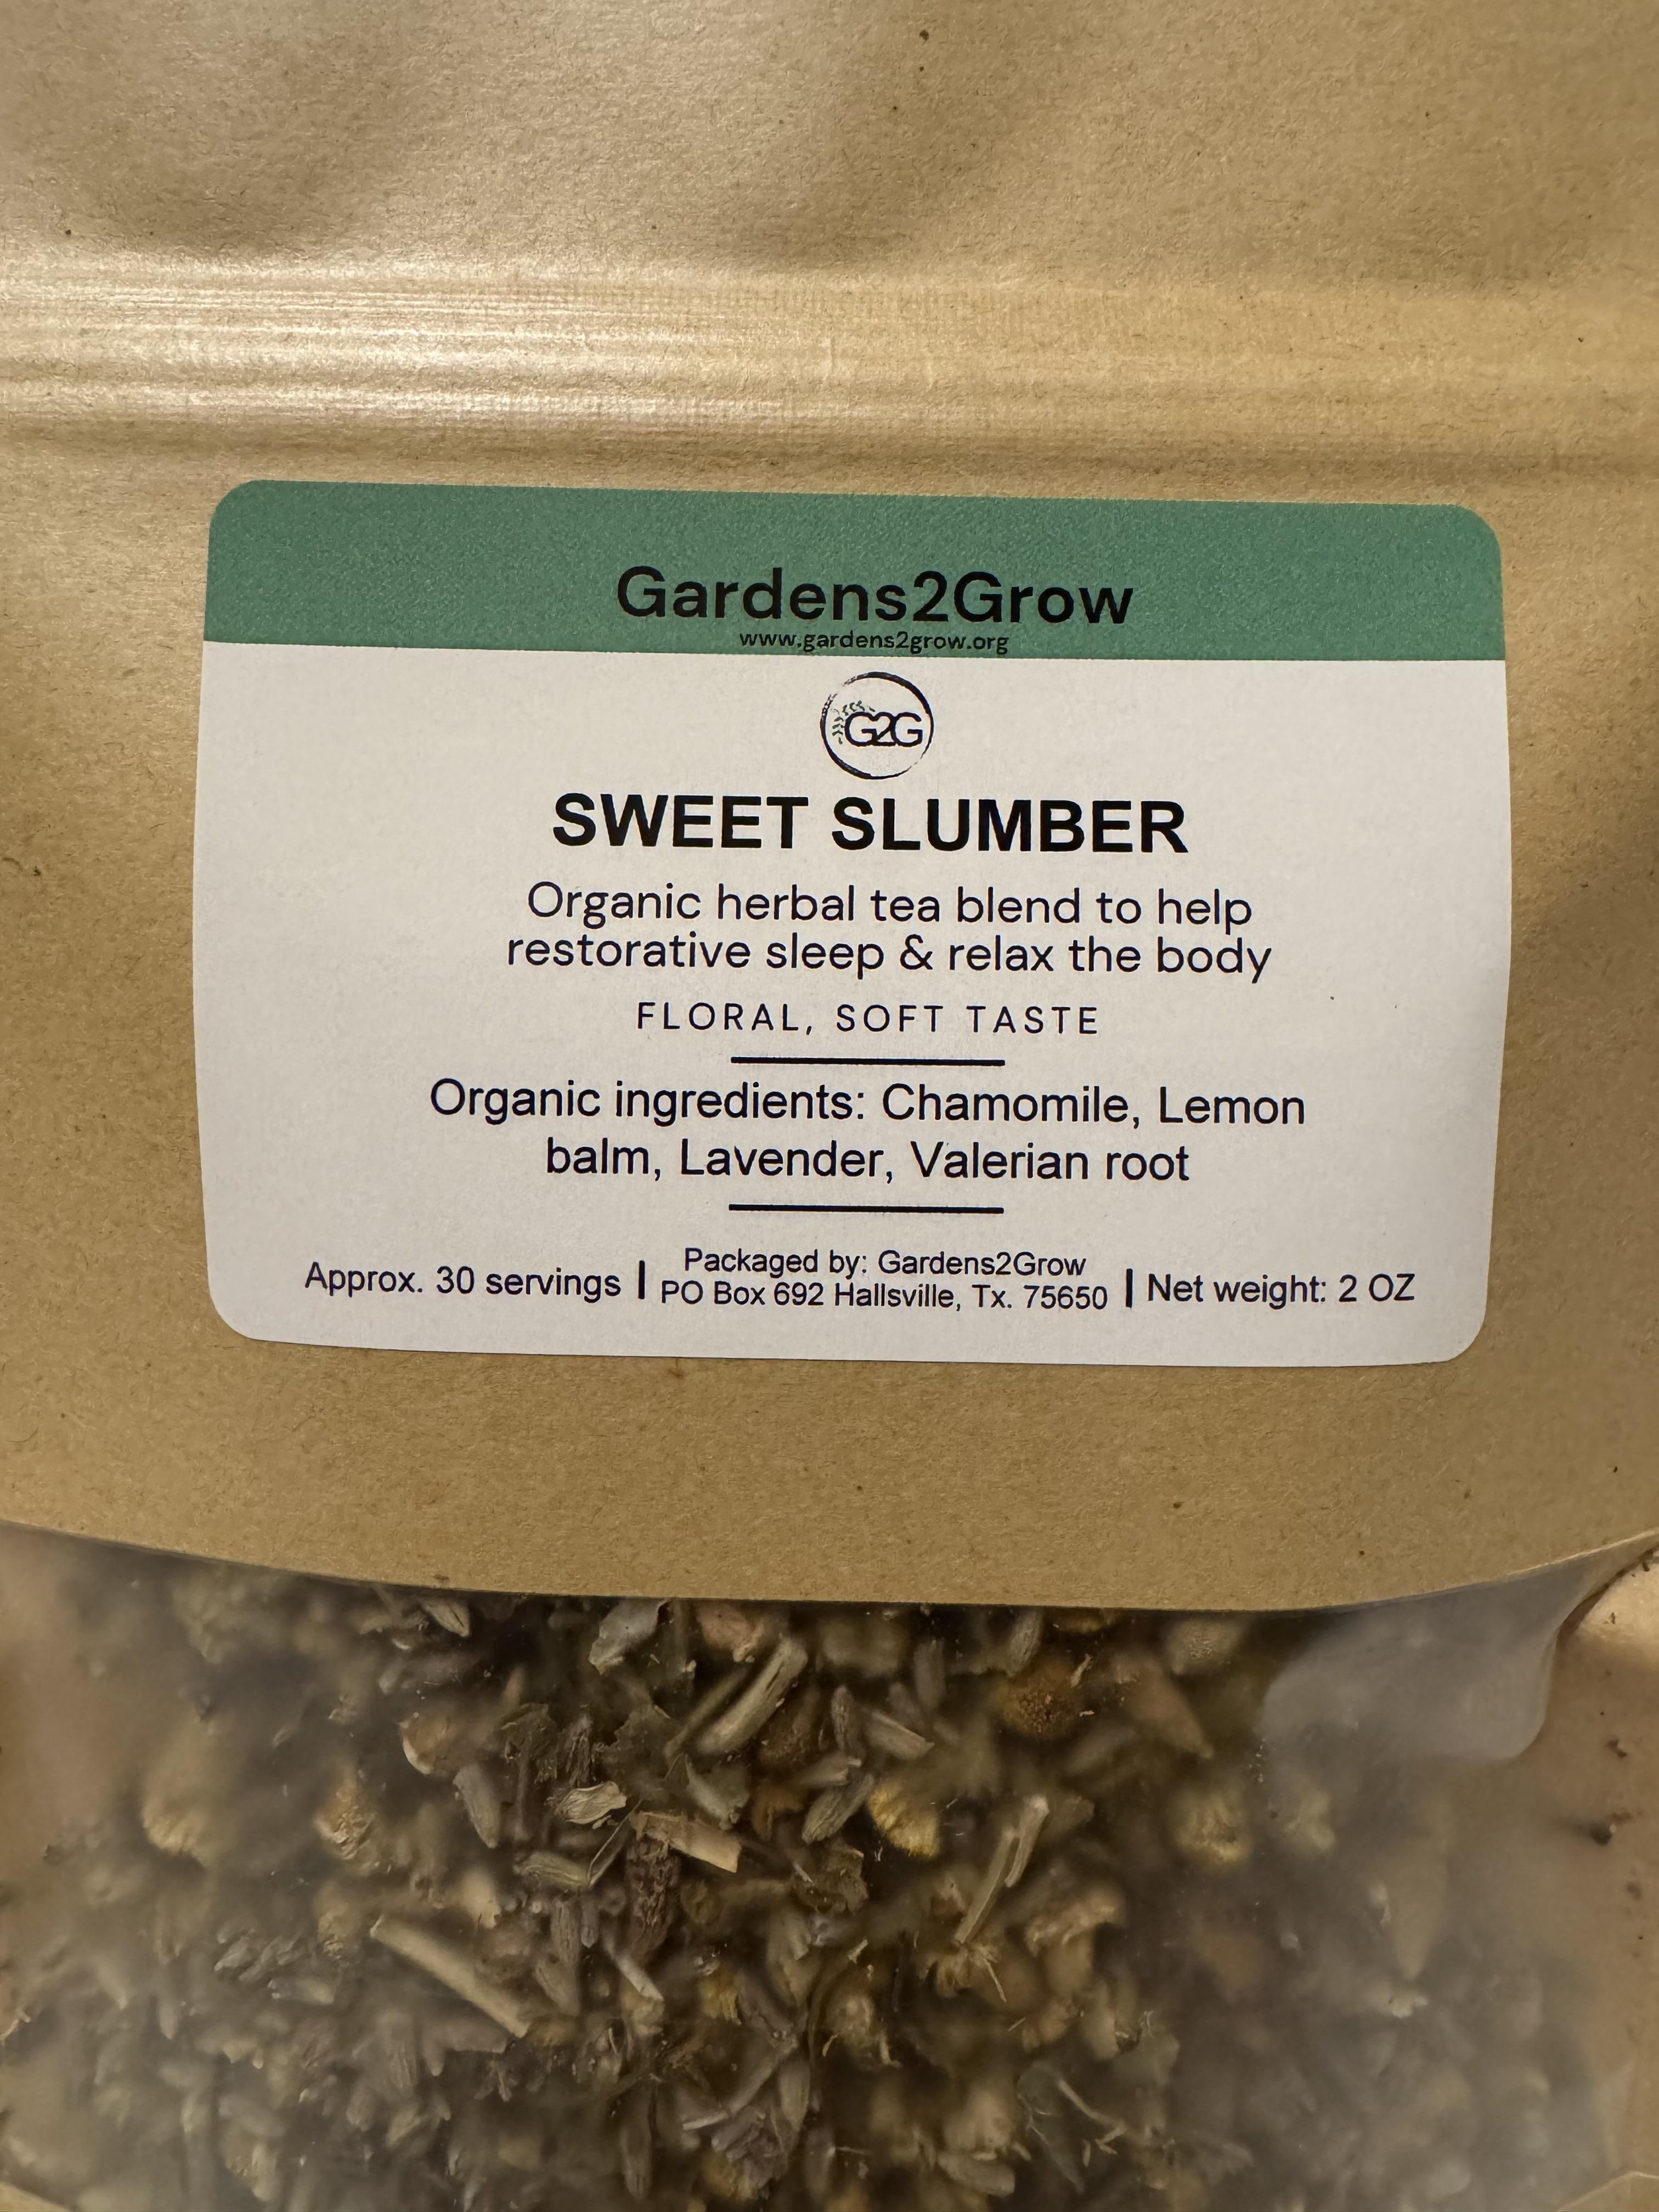 Gardens2Grow
www.gardens2grow.org
G2G
SWEET SLUMBER
Organic herbal tea blend to help
restorative sleep & relax the body
FLORAL, SOFT TASTE
Organic ingredients: Chamomile, Lemon
balm, Lavender, Valerian root
Approx. 30 servings
Packaged by: Gardens2Grow
PO Box 692 Hallsville, Tx. 75650
Net weight: 2 OZ